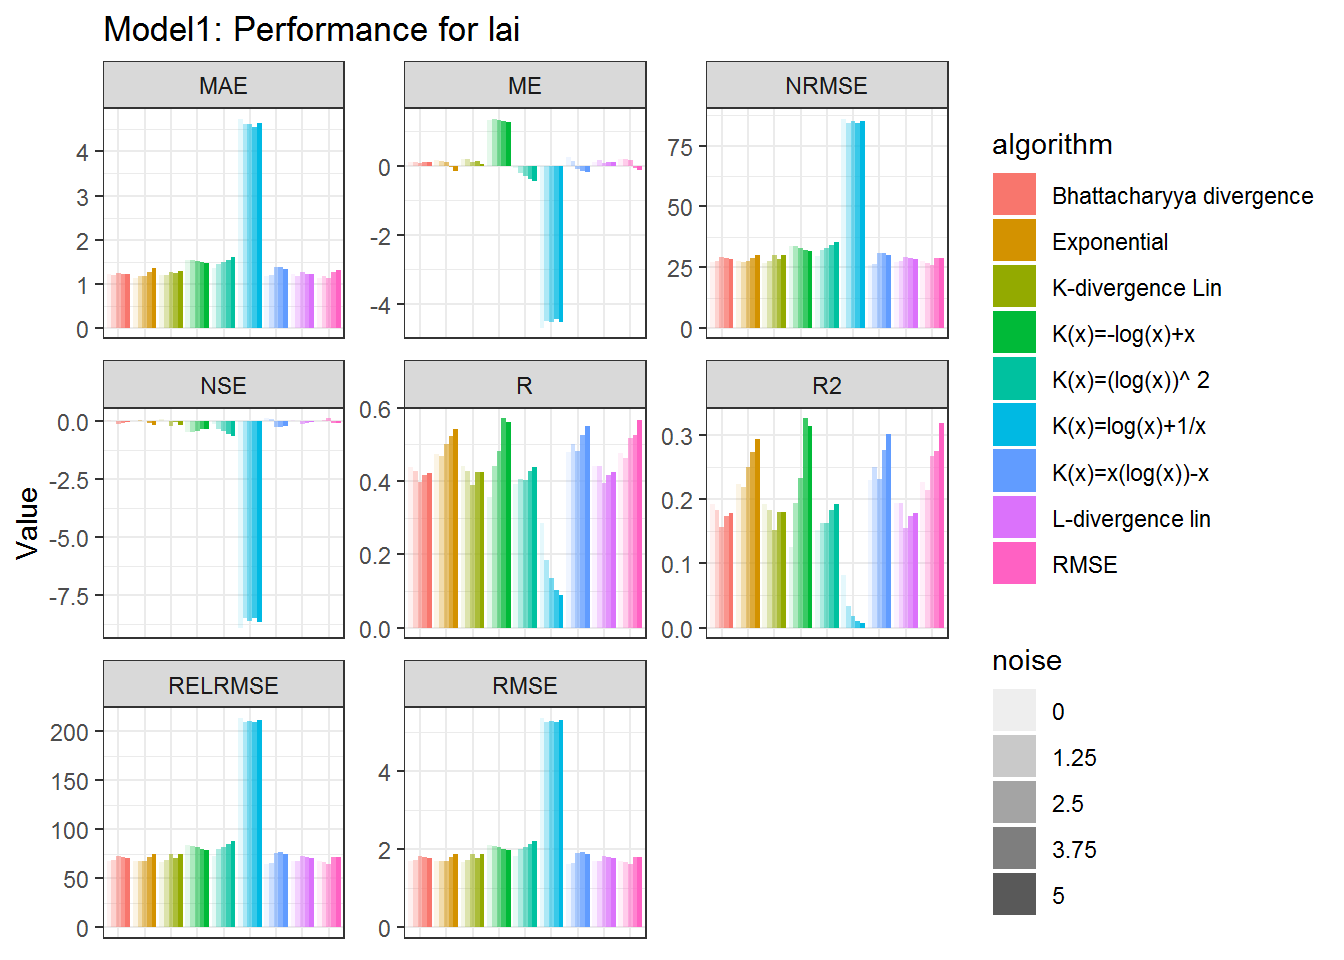 Model1: Performance for lai
MAE
ME
NRMSE
4
3
2
1
0
0
-2
-4
75
50
25
0
NSE
R
R2
0.0
-2.5
-5.0
-7.5
0.6
0.4
0.2
0.0
0.3
0.2
0.1
0.0
RELRMSE
RMSE
200
150
100
50
0
4
2
0
Value
algorithm
Bhattacharyya divergence
Exponential
K-divergence Lin
K(x)=-log(x)+x
K(x)=(log(x))^ 2
K(x)=log(x)+1/x
K(x)=x(log(x))-x
L-divergence lin
RMSE
noise
0
1.25
2.5
3.75
5